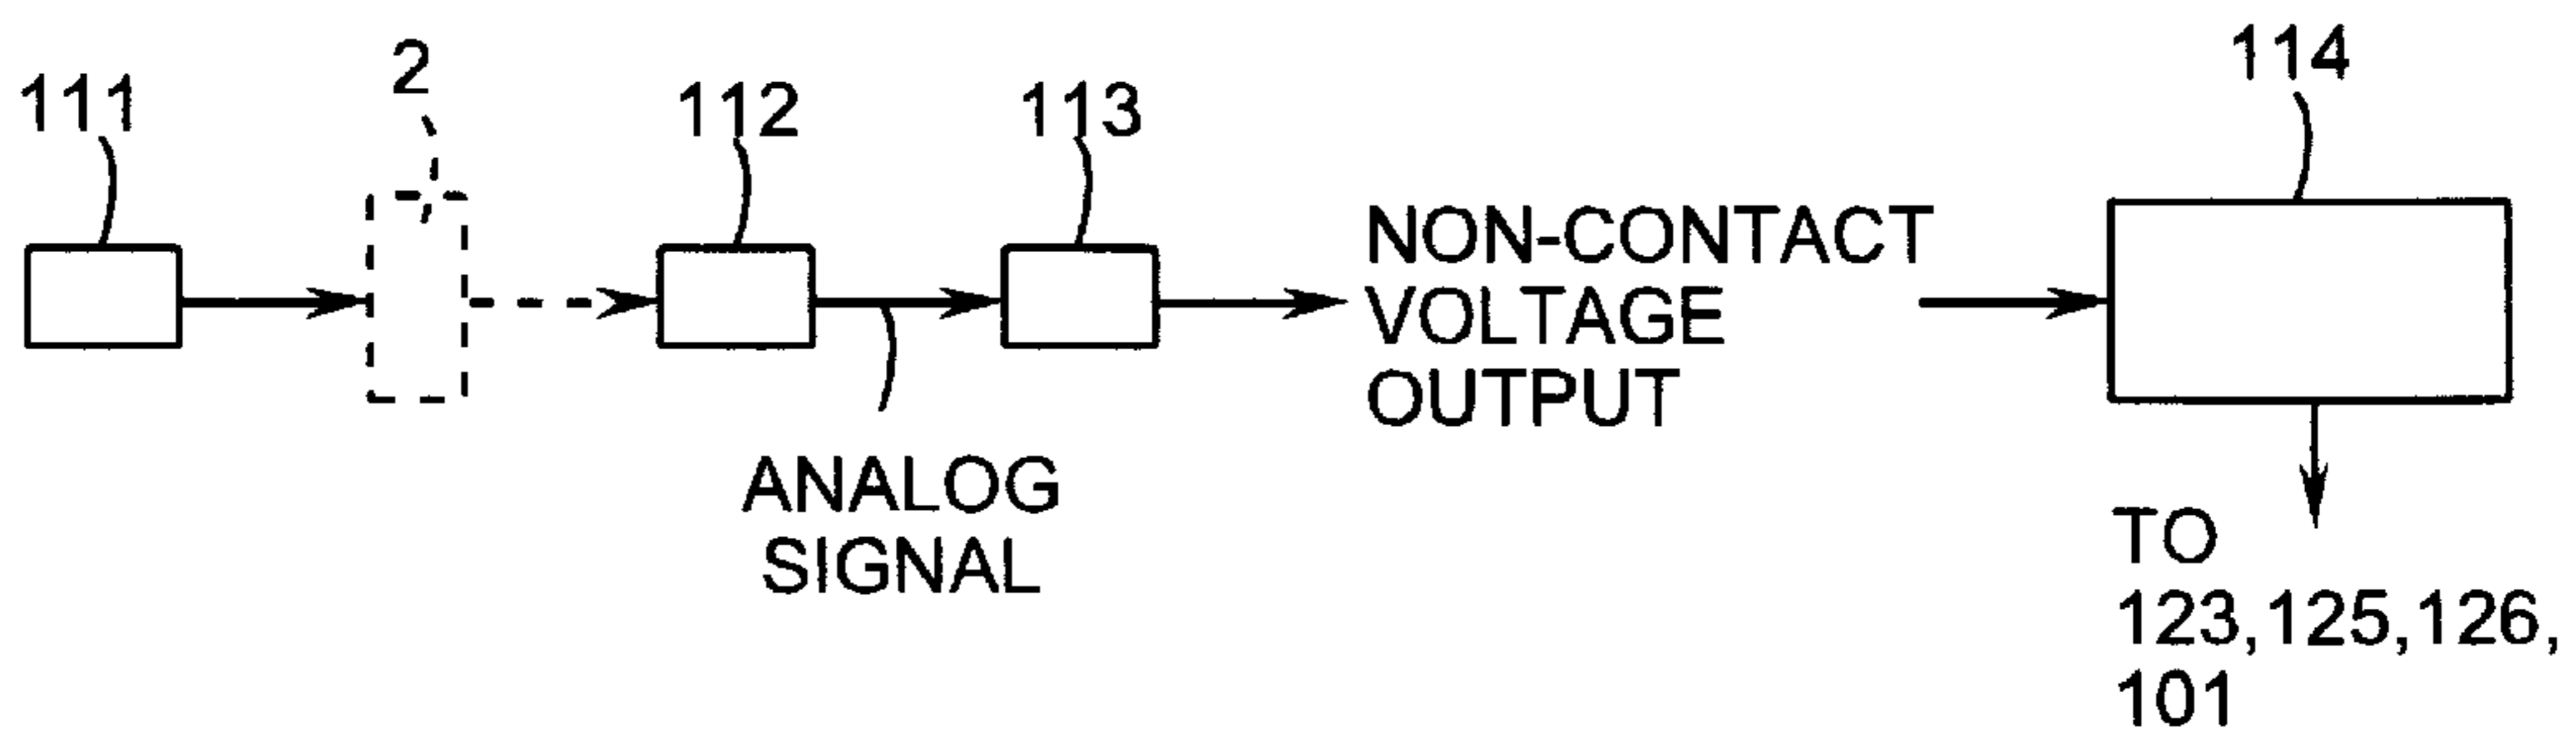 111
2
112
113
114
NON-CONTACT
VOLTAGE
OUTPUT
ANALOG
SIGNAL
TO
123,125,126,
101